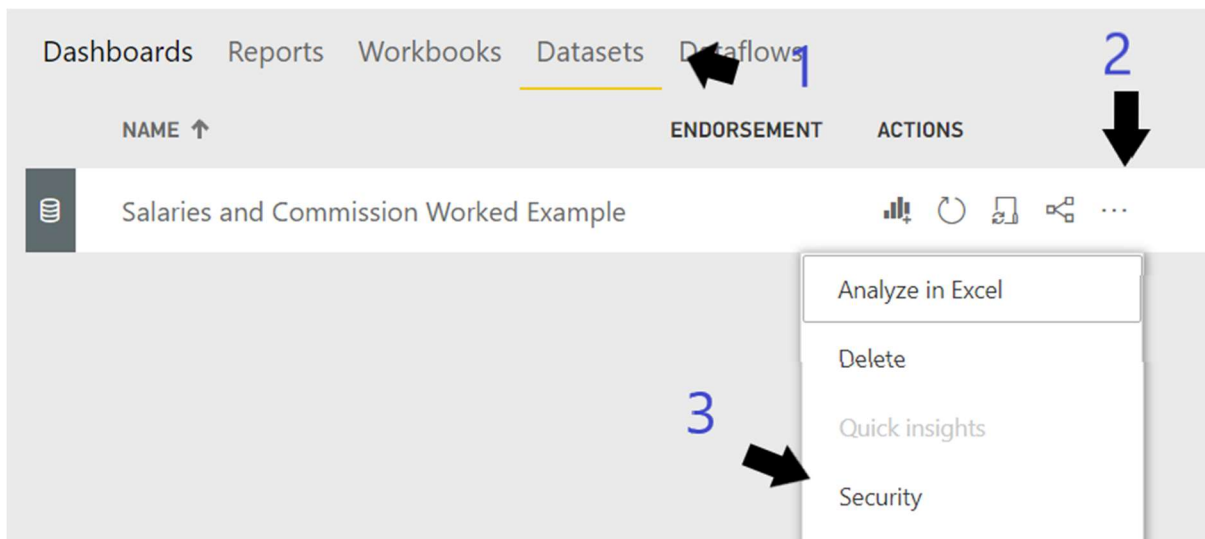 Dashboards Reports Workbooks Datasets Dataflows
1
2
NAME ↑ ENDORSEMENT ACTIONS
Salaries and Commission Worked Example
Analyze in Excel
Delete
3
Quick insights
Security